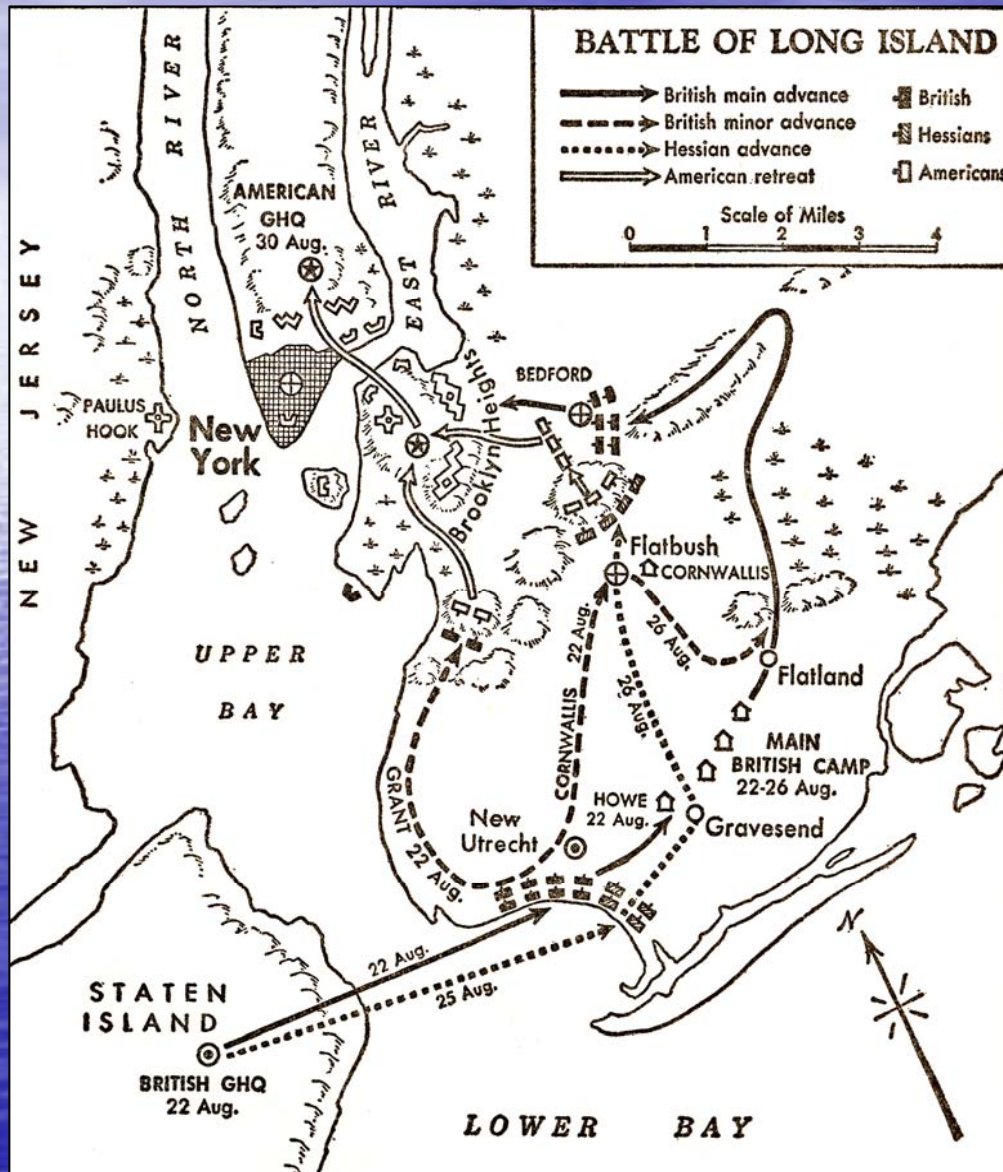 BATTLE OF LONG ISLAND
British main advance
British minor advance
Hessian advance
American retreat
British
Hessians
Americans
Scale of Miles
0 1 2 3 4
NORTH RIVER
EAST RIVER
NEW JERSEY
AMERICAN
GHQ
30 Aug.
PAULUS
HOOK
New
York
Brooklyn Heights
BEDFORD
Flatbush
CORNWALLIS
26 Aug.
Flatland
UPPER
BAY
22 Aug.
CORNWALLIS
26 Aug.
MAIN
BRITISH CAMP
22-26 Aug.
GRANT 22 Aug.
HOWE
22 Aug.
New
Utrecht
Gravesend
22 Aug.
25 Aug.
STATEN
ISLAND
BRITISH GHQ
22 Aug.
LOWER BAY
N